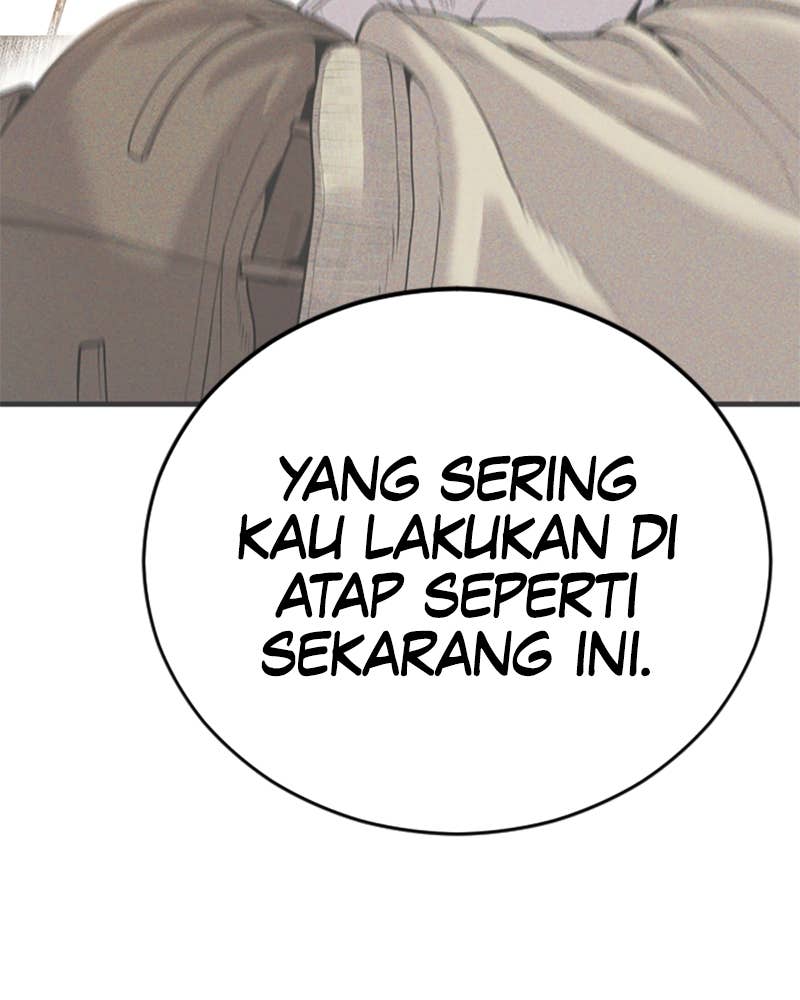 YANG SERING
KAU LAKUKAN DI
ATAP SEPERTI
SEKARANG INI.